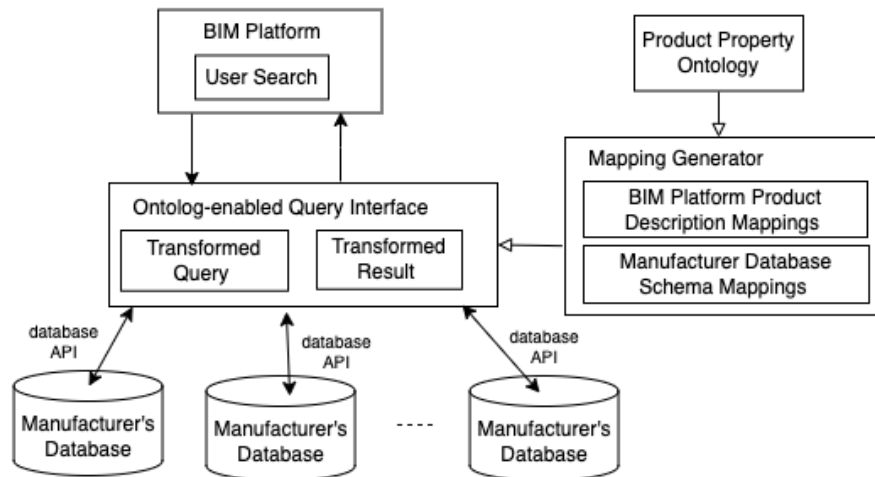 BIM Platform
User Search
Product Property
Ontology
Mapping Generator
BIM Platform Product
Description Mappings
Manufacturer Database
Schema Mappings
Ontolog-enabled Query Interface
Transformed
Query
Transformed
Result
database
API
database
API
database
API
Manufacturer's
Database
Manufacturer's
Database
Manufacturer's
Database